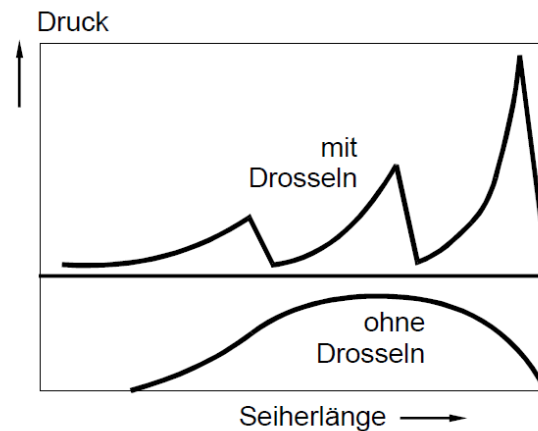 Druck
mit
Drosseln
ohne
Drosseln
Seiherlänge